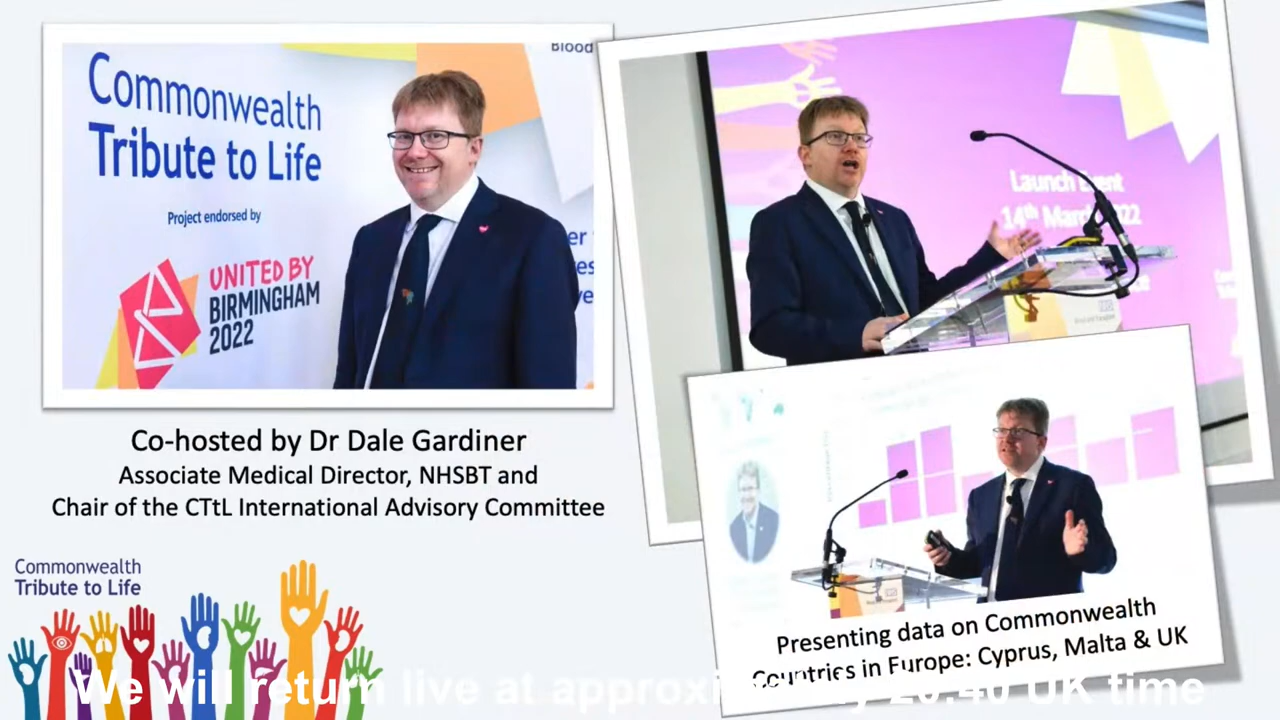 Commonwealth
Tribute to Life
Project endorsed by
UNITED BY
BIRMINGHAM
2022
Blood
er
es
ve
Launch Event
14th March 2022
Co-hosted by Dr Dale Gardiner
Associate Medical Director, NHSBT and
Chair of the CTtL International Advisory Committee
Presenting data on Commonwealth
Countries in Europe: Cyprus, Malta & UK
Commonwealth
Tribute to Life
We will return live at approximately 20:40 UK time